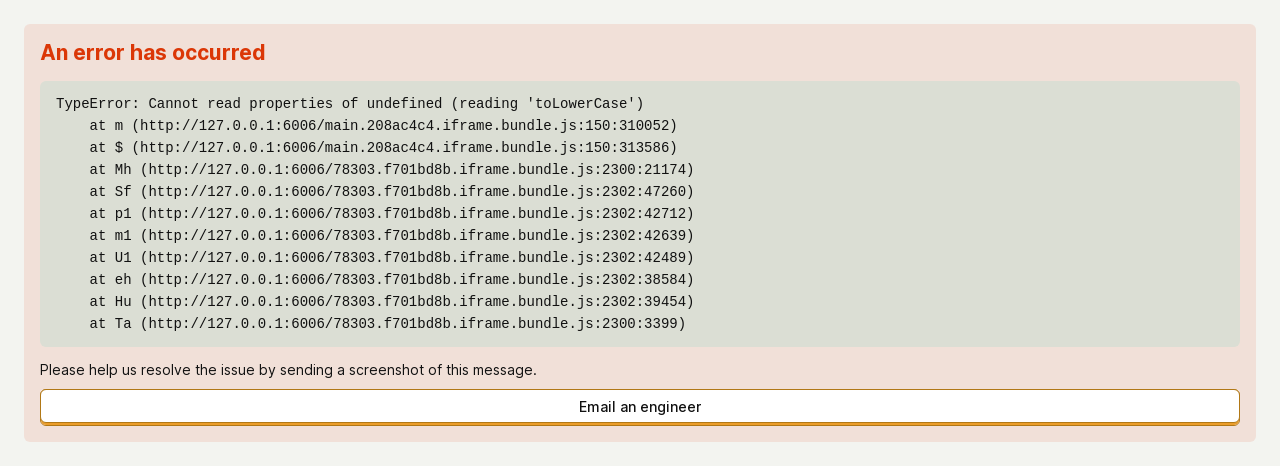 An error has occurred
TypeError: Cannot read properties of undefined (reading 'toLowerCase')
    at m (http://127.0.0.1:6006/main.208ac4c4.iframe.bundle.js:150:310052)
    at $ (http://127.0.0.1:6006/main.208ac4c4.iframe.bundle.js:150:313586)
    at Mh (http://127.0.0.1:6006/78303.f701bd8b.iframe.bundle.js:2300:21174)
    at Sf (http://127.0.0.1:6006/78303.f701bd8b.iframe.bundle.js:2302:47260)
    at p1 (http://127.0.0.1:6006/78303.f701bd8b.iframe.bundle.js:2302:42712)
    at m1 (http://127.0.0.1:6006/78303.f701bd8b.iframe.bundle.js:2302:42639)
    at U1 (http://127.0.0.1:6006/78303.f701bd8b.iframe.bundle.js:2302:42489)
    at eh (http://127.0.0.1:6006/78303.f701bd8b.iframe.bundle.js:2302:38584)
    at Hu (http://127.0.0.1:6006/78303.f701bd8b.iframe.bundle.js:2302:39454)
    at Ta (http://127.0.0.1:6006/78303.f701bd8b.iframe.bundle.js:2300:3399)
Please help us resolve the issue by sending a screenshot of this message.
Email an engineer